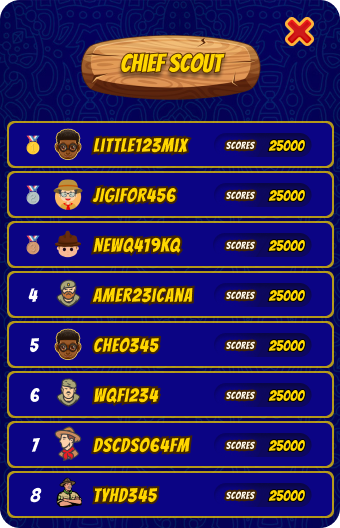 CHIEF SCOUT
LITTLE123MIX SCORES 25000
JIGIFOR456 SCORES 25000
NEWQ419KQ SCORES 25000
4 AMER23ICANA SCORES 25000
5 CHEO345 SCORES 25000
6 WQFI234 SCORES 25000
7 DSCDSO64FM SCORES 25000
8 TYHD345 SCORES 25000